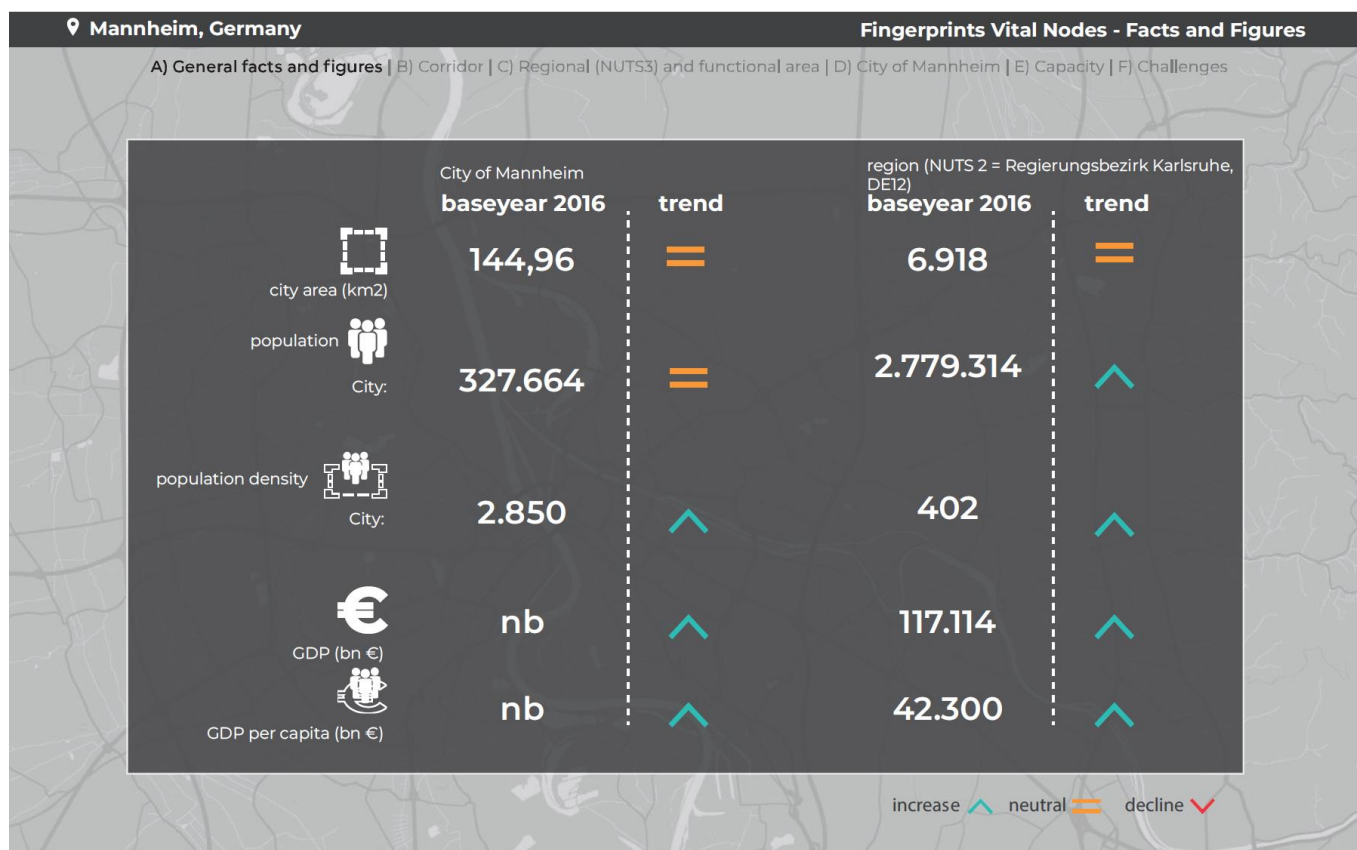 Mannheim, Germany
Fingerprints Vital Nodes - Facts and Figures
A) General facts and figures | B) Corridor | C) Regional (NUTS3) and functional area | D) City of Mannheim | E) Capacity | F) Challenges
City of Mannheim
baseyear 2016
trend
region (NUTS 2 = Regierungsbezirk Karlsruhe,
DE12)
baseyear 2016
trend
144,96
6.918
city area (km2)
population
City:
327.664
2.779.314
population density
City:
2.850
402
nb
117.114
GDP (bn €)
nb
42.300
GDP per capita (bn €)
increase
neutral
decline